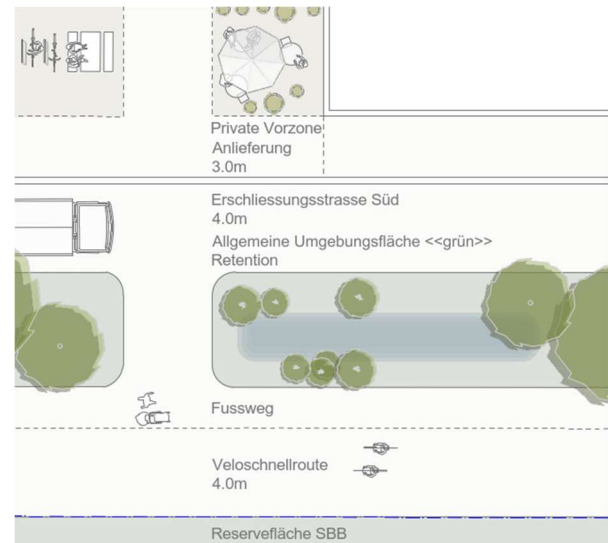 Private Vorzone
Anlieferung
3.0m
Erschliessungsstrasse Süd
4.0m
Allgemeine Umgebungsfläche <<grün>>
Retention
Fussweg
Veloschnellroute
4.0m
Reservefläche SBB